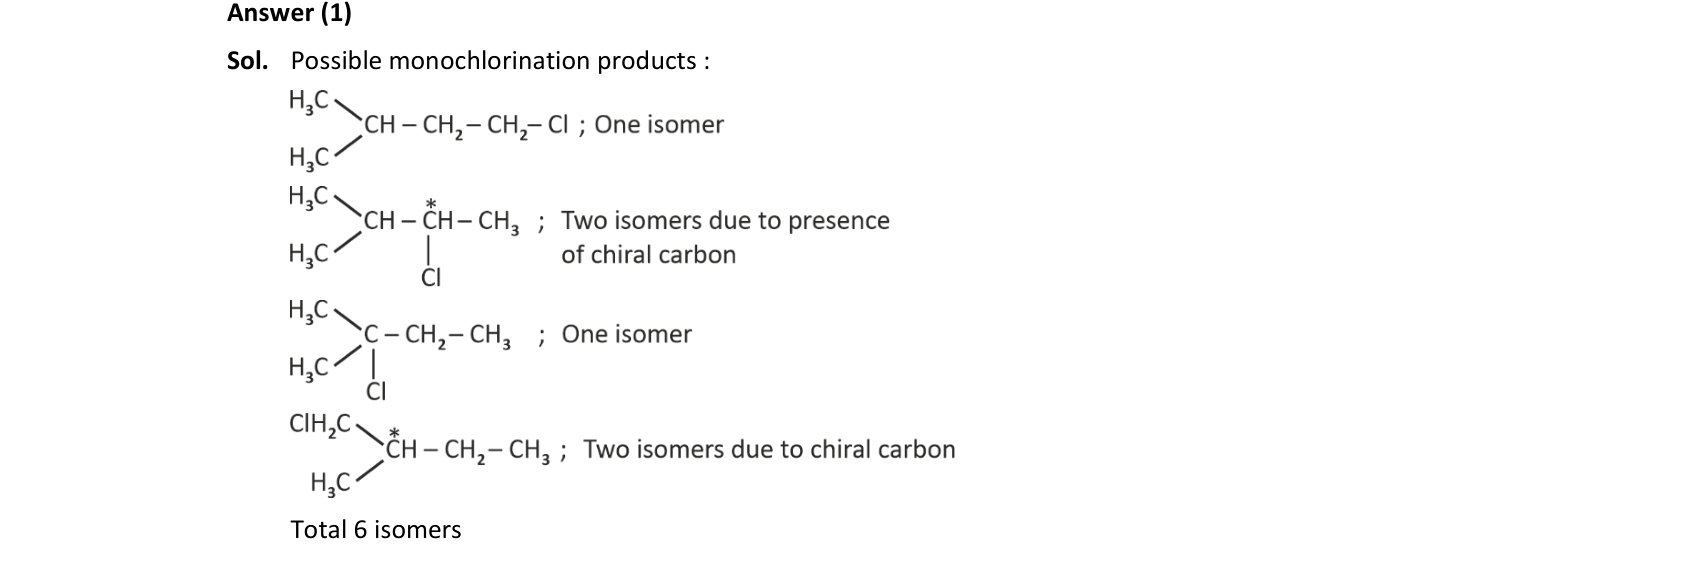 Answer (1)
Sol. Possible monochlorination products :
H₃C
CH – CH₂ – CH₂ – Cl ; One isomer
H₃C
H₃C
CH – C*H – CH₃ ; Two isomers due to presence
H₃C
of chiral carbon
Cl
H₃C
C – CH₂ – CH₃ ; One isomer
H₃C
Cl
ClH₂C
C*H – CH₂ – CH₃ ; Two isomers due to chiral carbon
H₃C
Total 6 isomers